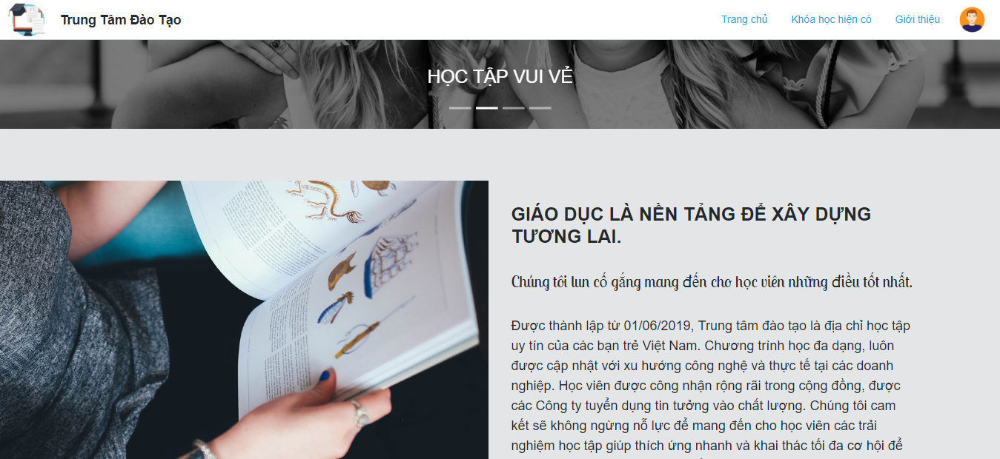 Trung Tâm Đào Tạo
Trang chủ
Khóa học hiện có
Giới thiệu
HỌC TẬP VUI VẺ
GIÁO DỤC LÀ NỀN TẢNG ĐỂ XÂY DỰNG
TƯƠNG LAI.
Chúng tôi lun cố gắng mang đến cho học viên những điều tốt nhất.
Được thành lập từ 01/06/2019, Trung tâm đào tạo là địa chỉ học tập
uy tín của các bạn trẻ Việt Nam. Chương trình học đa dạng, luôn
được cập nhật với xu hướng công nghệ và thực tế tại các doanh
nghiệp. Học viên được công nhận rộng rãi trong cộng đồng, được
các Công ty tuyển dụng tin tưởng vào chất lượng. Chúng tôi cam
kết sẽ không ngừng nỗ lực để mang đến cho học viên các trải
nghiệm học tập giúp thích ứng nhanh và khai thác tối đa cơ hội để